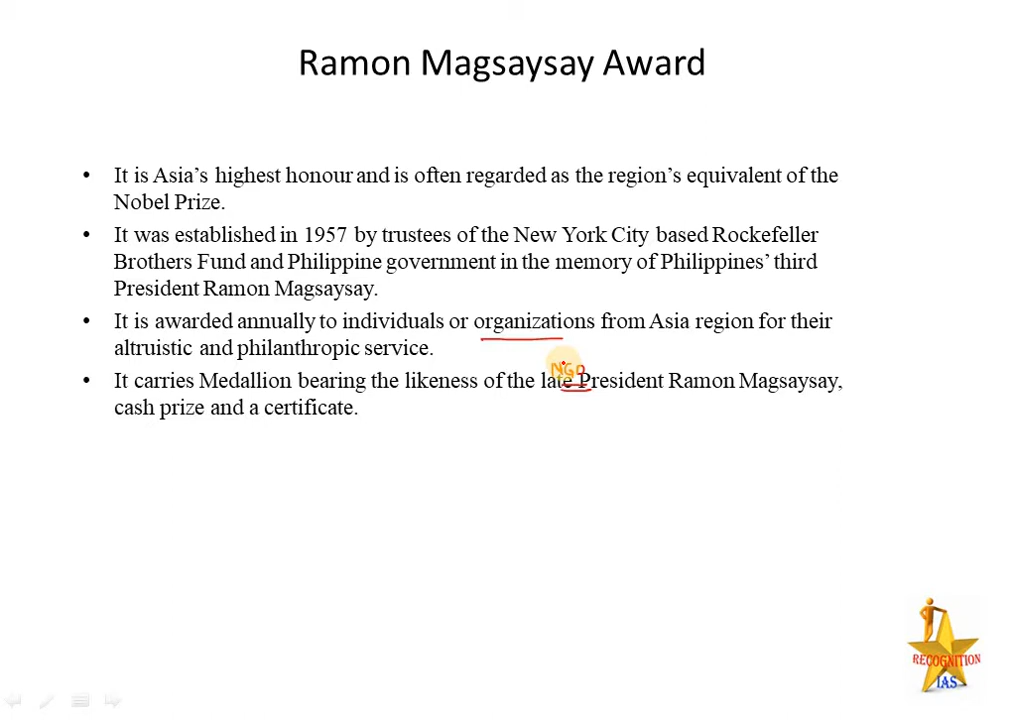 Ramon Magsaysay Award
• It is Asia's highest honour and is often regarded as the region's equivalent of the
Nobel Prize.
• It was established in 1957 by trustees of the New York City based Rockefeller
Brothers Fund and Philippine government in the memory of Philippines' third
President Ramon Magsaysay.
• It is awarded annually to individuals or organizations from Asia region for their
altruistic and philanthropic service.
NGO
• It carries Medallion bearing the likeness of the late President Ramon Magsaysay,
cash prize and a certificate.
RECOGNITION
IAS